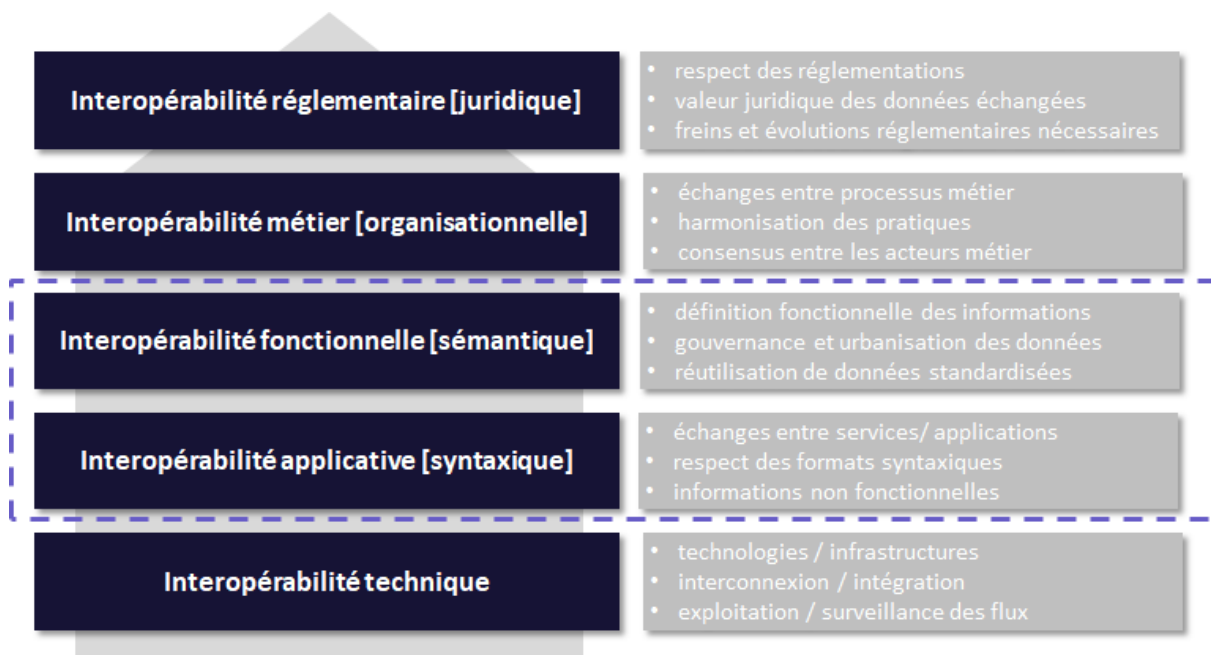 Interopérabilité réglementaire [juridique]
• respect des réglementations
• valeur juridique des données échangées
• freins et évolutions réglementaires nécessaires
Interopérabilité métier [organisationnelle]
• échanges entre processus métier
• harmonisation des pratiques
• consensus entre les acteurs métier
Interopérabilité fonctionnelle [sémantique]
• définition fonctionnelle des informations
• gouvernance et urbanisation des données
• réutilisation de données standardisées
Interopérabilité applicative [syntaxique]
• échanges entre services/ applications
• respect des formats syntaxiques
• informations non fonctionnelles
Interopérabilité technique
• technologies / infrastructures
• interconnexion / intégration
• exploitation / surveillance des flux